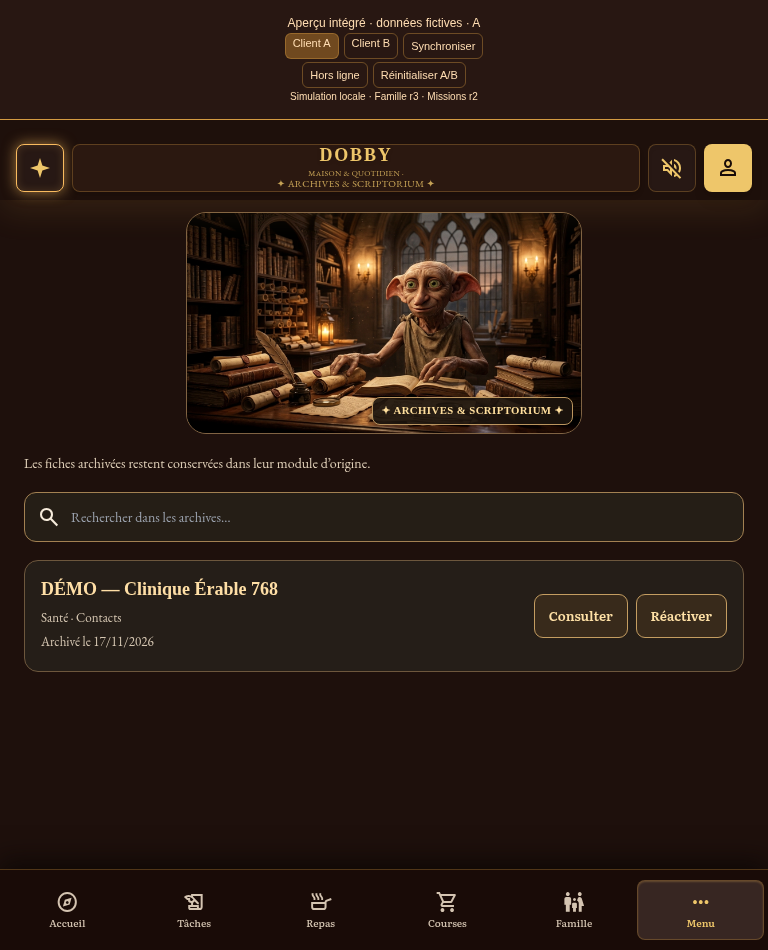 Aperçu intégré · données fictives · A
Client A
Client B
Synchroniser
Hors ligne
Réinitialiser A/B
Simulation locale · Famille r3 · Missions r2
DOBBY
MAISON & QUOTIDIEN ·
✦ ARCHIVES & SCRIPTORIUM ✦
✦ ARCHIVES & SCRIPTORIUM ✦
Les fiches archivées restent conservées dans leur module d’origine.
Rechercher dans les archives…
DÉMO — Clinique Érable 768
Santé · Contacts
Archivé le 17/11/2026
Consulter
Réactiver
Accueil
Tâches
Repas
Courses
Famille
Menu